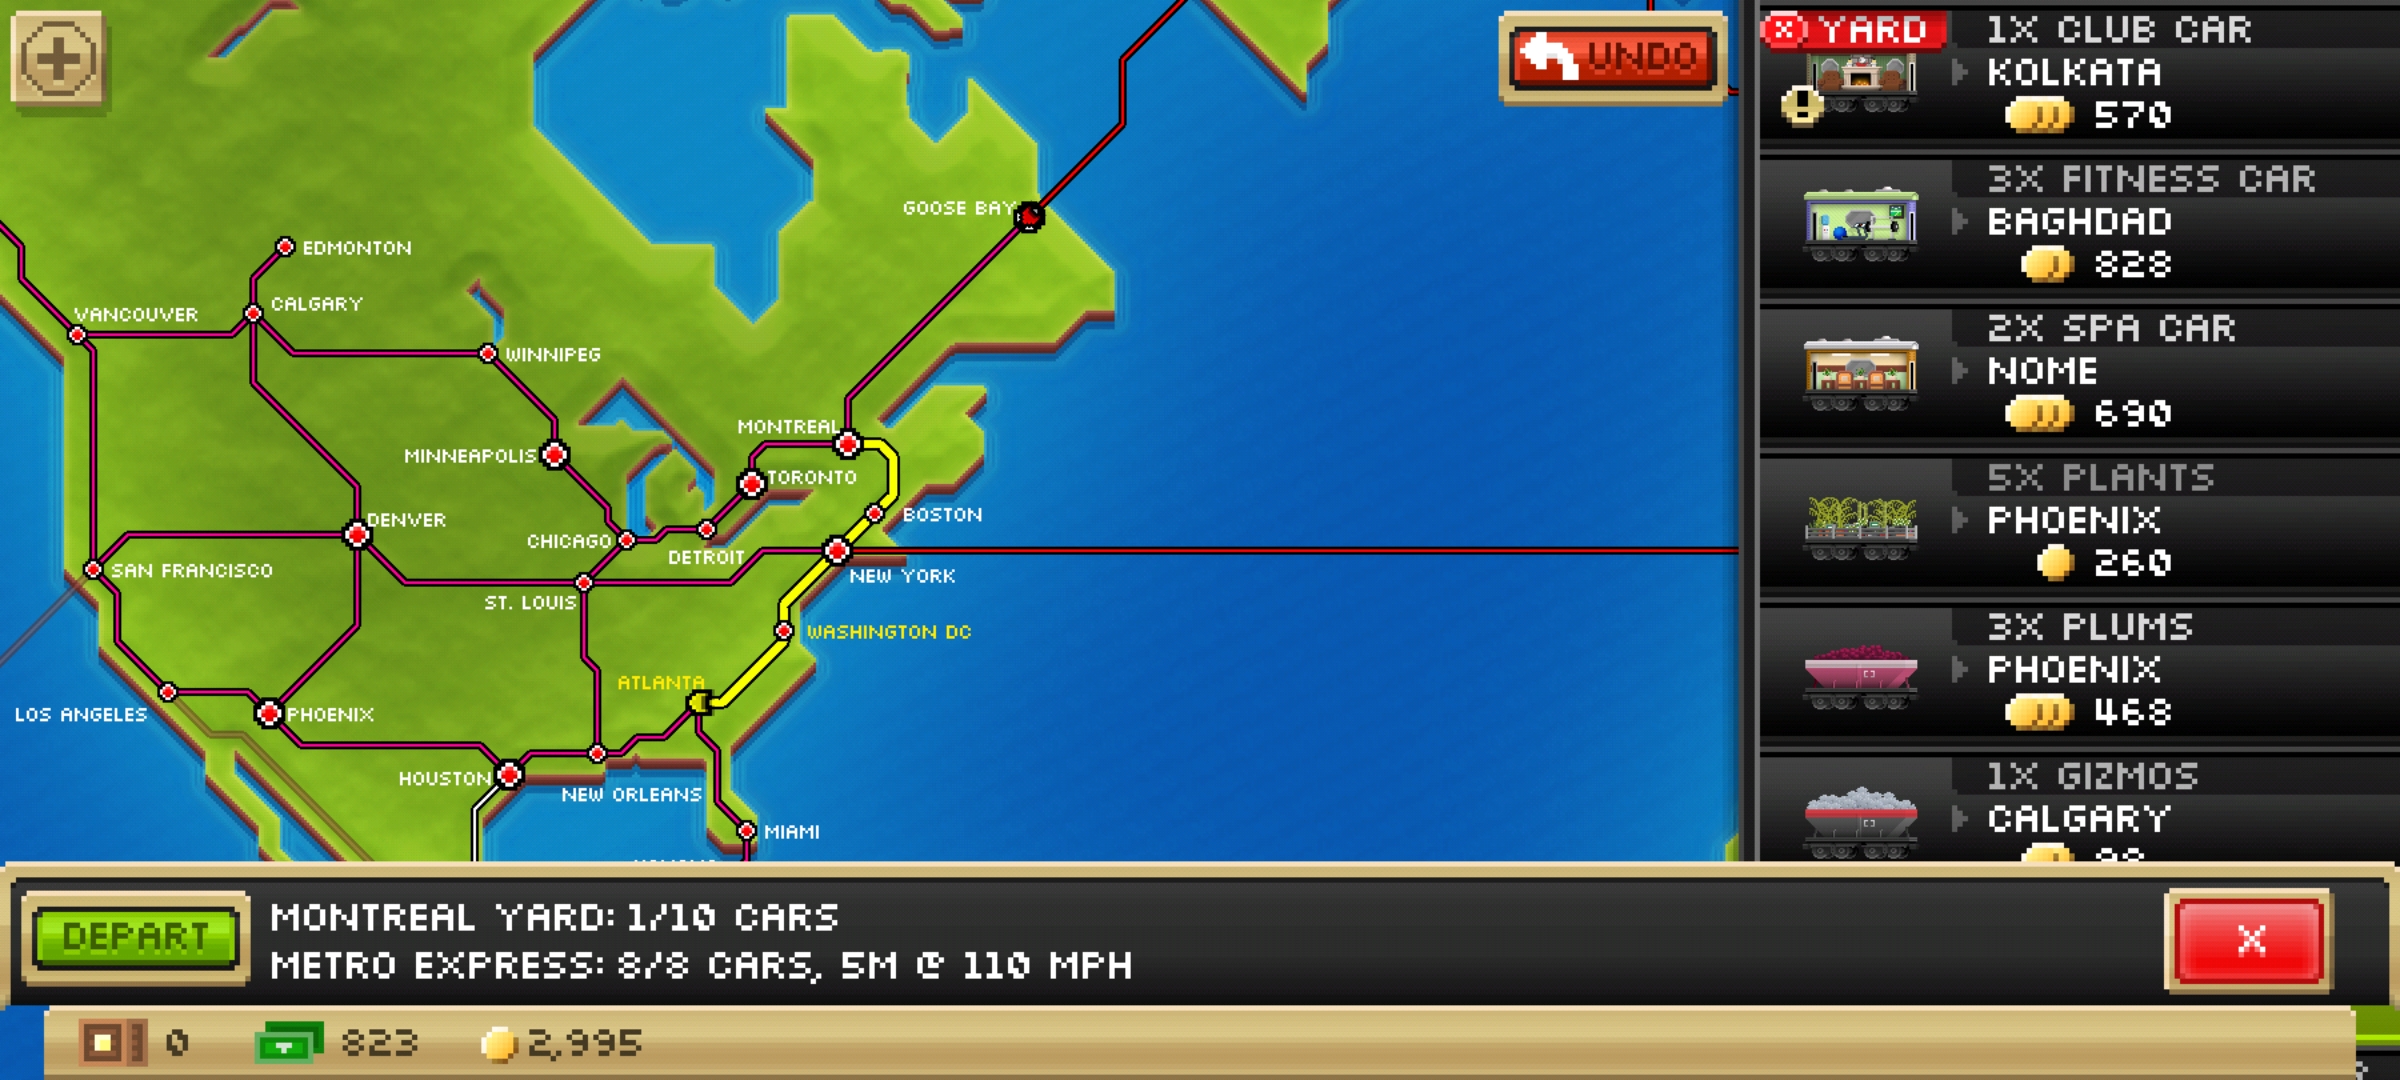 UNDO
GOOSE BAY
EDMONTON
CALGARY
VANCOUVER
WINNIPEG
MONTREAL
MINNEAPOLIS
TORONTO
BOSTON
DENVER
CHICAGO
DETROIT
SAN FRANCISCO
NEW YORK
ST. LOUIS
WASHINGTON DC
ATLANTA
LOS ANGELES
PHOENIX
HOUSTON
NEW ORLEANS
MIAMI
YARD
1X CLUB CAR
KOLKATA
570
3X FITNESS CAR
BAGHDAD
828
2X SPA CAR
NOME
690
5X PLANTS
PHOENIX
260
3X PLUMS
PHOENIX
468
1X GIZMOS
CALGARY
DEPART
MONTREAL YARD: 1/10 CARS
METRO EXPRESS: 8/8 CARS, 5M @ 110 MPH
X
0
823
2,995